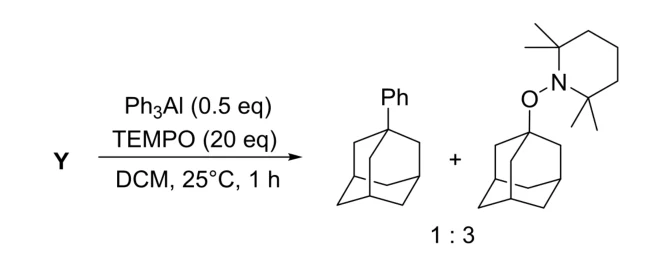 Ph
O
N
Y
Ph₃Al (0.5 eq)
TEMPO (20 eq)
DCM, 25°C, 1 h
+
1 : 3